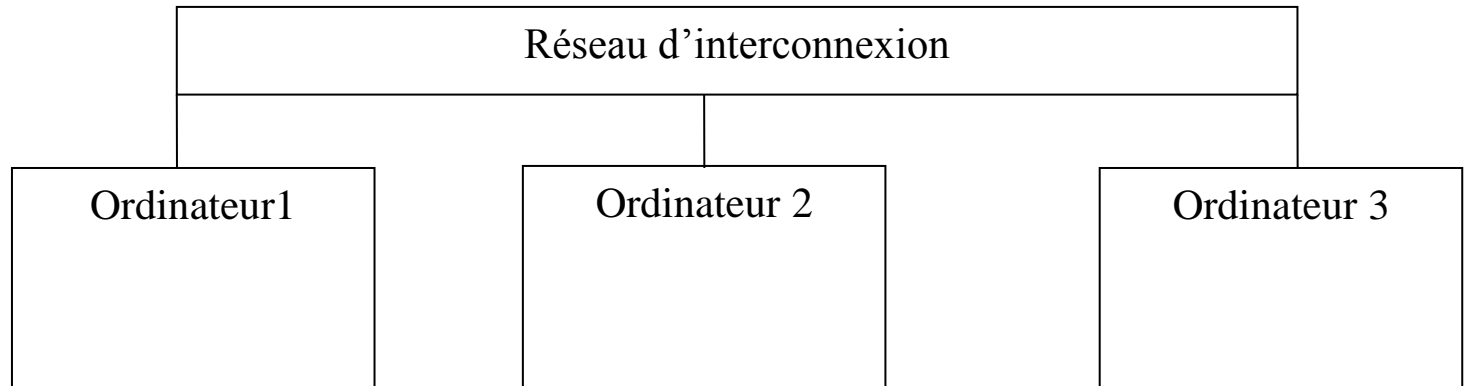 Réseau d’interconnexion
Ordinateur1
Ordinateur 2
Ordinateur 3